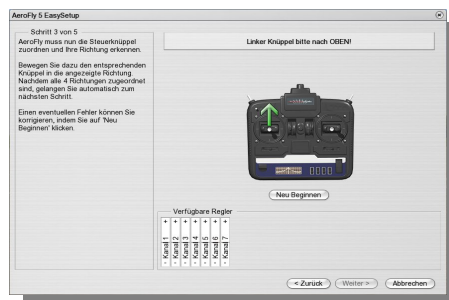 AeroFly 5 EasySetup
Schritt 3 von 5
AeroFly muss nun die Steuerknüppel
zuordnen und Ihre Richtung erkennen.
Bewegen Sie dazu den entsprechenden
Knüppel in die angezeigte Richtung.
Nachdem alle 4 Richtungen zugeordnet
sind, gelangen Sie automatisch zum
nächsten Schritt.
Einen eventuellen Fehler können Sie
korrigieren, indem Sie auf 'Neu
Beginnen' klicken.
Linker Knüppel bitte nach OBEN!
Neu Beginnen
Verfügbare Regler
- Kanal 1 +
- Kanal 2 +
- Kanal 3 +
- Kanal 4 +
- Kanal 5 +
- Kanal 6 +
- Kanal 7 +
< Zurück
Weiter >
Abbrechen